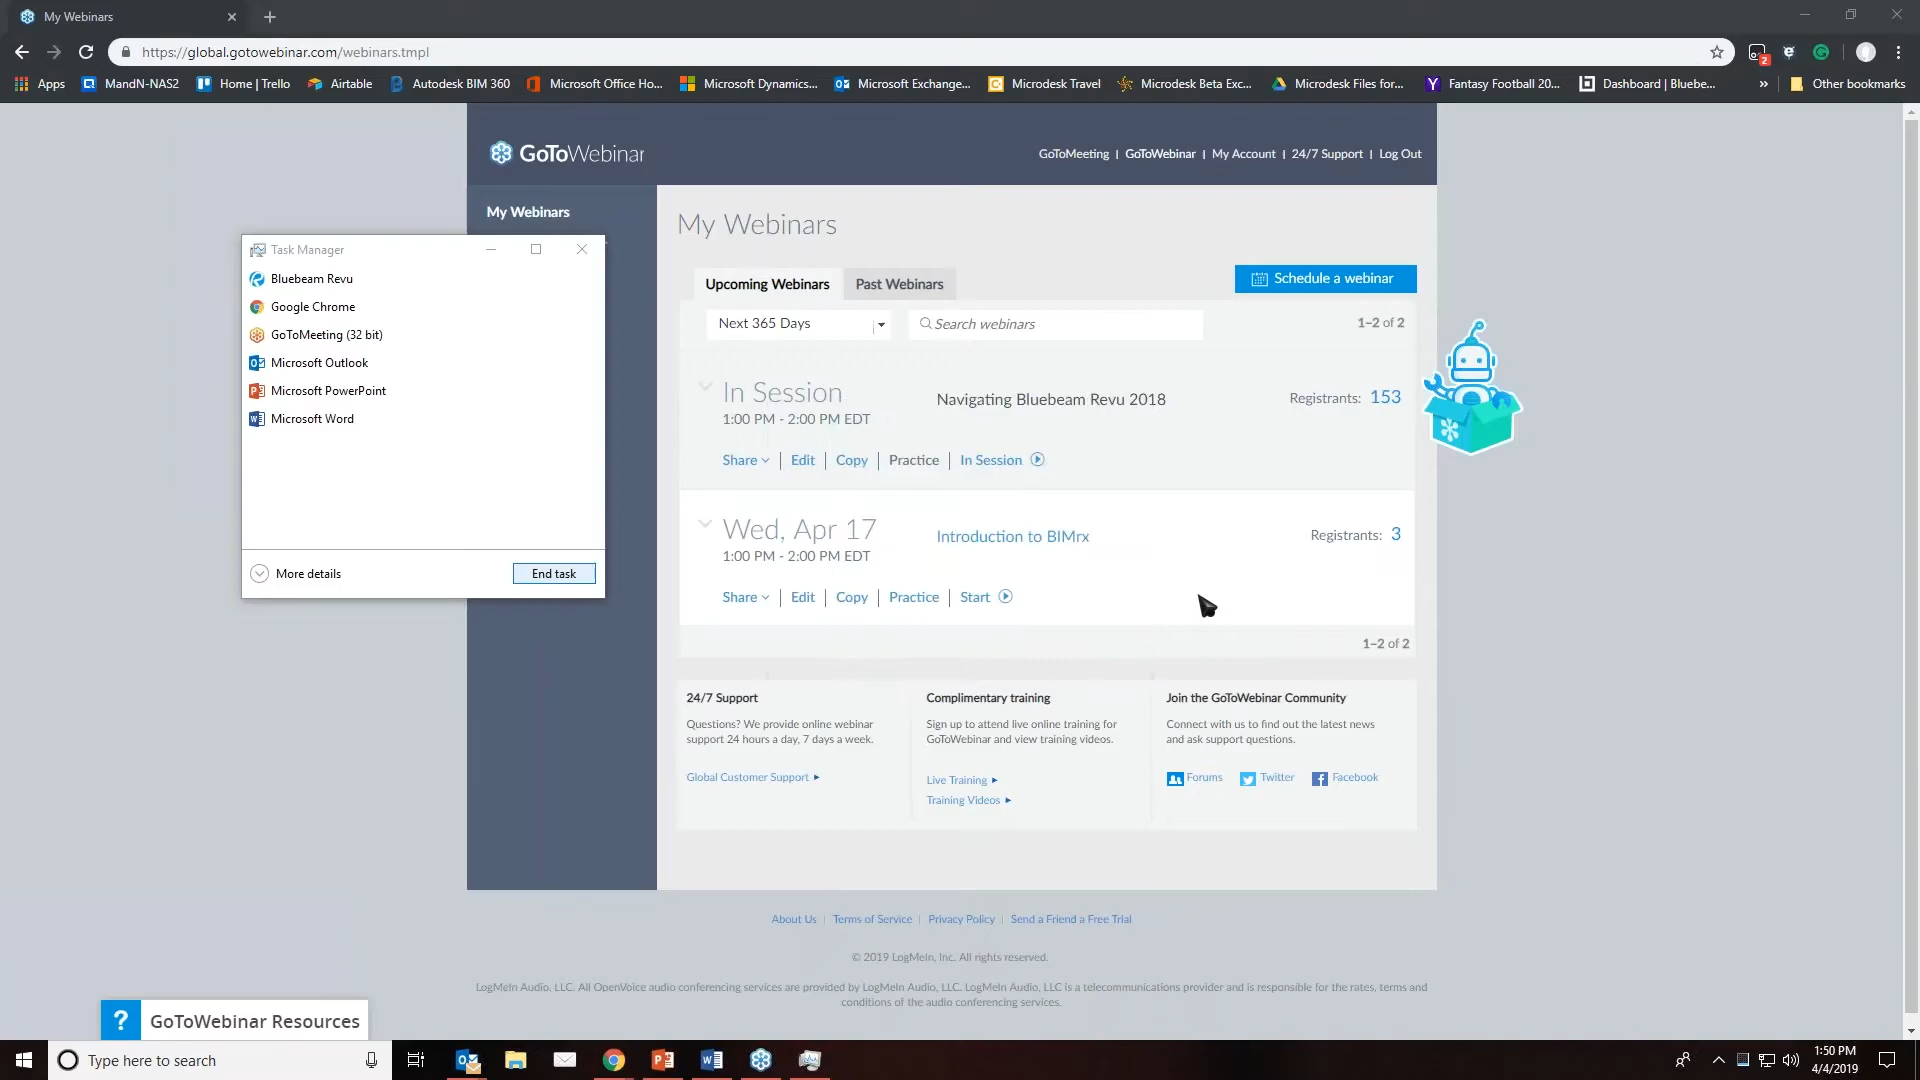 My Webinars
https://global.gotowebinar.com/webinars.tmpl
2
Apps
MandN-NAS2
Home | Trello
Airtable
Autodesk BIM 360
Microsoft Office Ho...
Microsoft Dynamics...
Microsoft Exchange...
Microdesk Travel
Microdesk Beta Exc...
Microdesk Files for...
Fantasy Football 20...
Dashboard | Bluebe...
»
Other bookmarks
GoToWebinar
GoToMeeting | GoToWebinar | My Account | 24/7 Support | Log Out
My Webinars
My Webinars
Upcoming Webinars
Past Webinars
Schedule a webinar
Next 365 Days
Search webinars
1–2 of 2
In Session
1:00 PM - 2:00 PM EDT
Navigating Bluebeam Revu 2018
Registrants: 153
Share | Edit | Copy | Practice | In Session
Wed, Apr 17
1:00 PM - 2:00 PM EDT
Introduction to BIMrx
Registrants: 3
Share | Edit | Copy | Practice | Start
1–2 of 2
24/7 Support
Questions? We provide online webinar
support 24 hours a day, 7 days a week.
Global Customer Support
Complimentary training
Sign up to attend live online training for
GoToWebinar and view training videos.
Live Training
Training Videos
Join the GoToWebinar Community
Connect with us to find out the latest news
and ask support questions.
Forums
Twitter
Facebook
Task Manager
Bluebeam Revu
Google Chrome
GoToMeeting (32 bit)
Microsoft Outlook
Microsoft PowerPoint
Microsoft Word
More details
End task
About Us | Terms of Service | Privacy Policy | Send a Friend a Free Trial
© 2019 LogMeIn, Inc. All rights reserved.
LogMeIn Audio, LLC. All OpenVoice audio conferencing services are provided by LogMeIn Audio, LLC. LogMeIn Audio, LLC is a telecommunications provider and is responsible for the rates, terms and
conditions of the audio conferencing services.
? GoToWebinar Resources
Type here to search
1:50 PM
4/4/2019